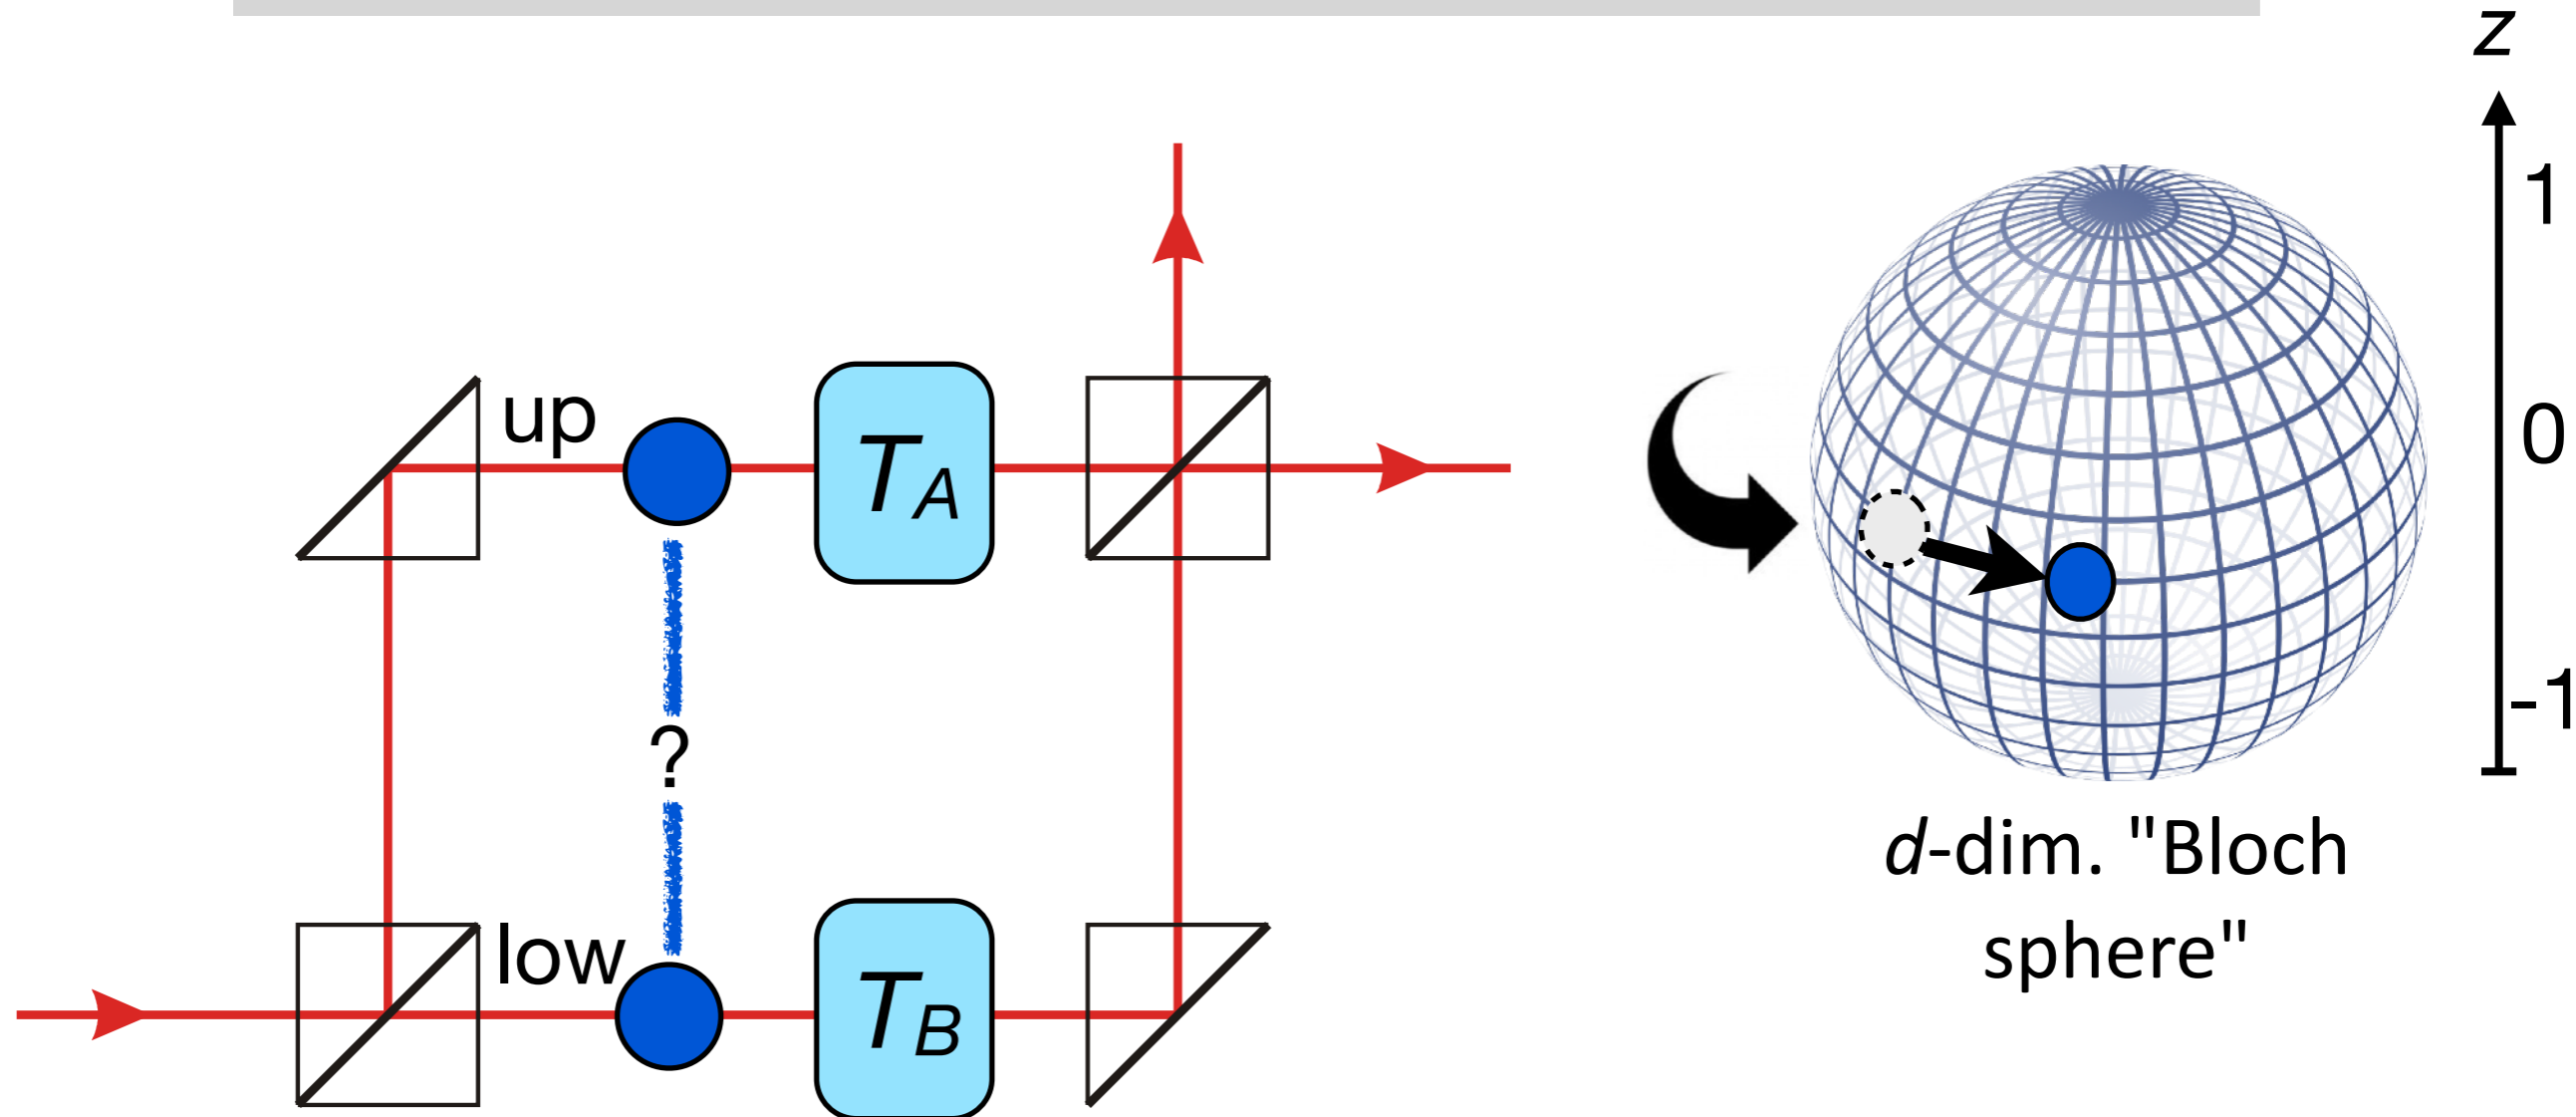 z
1
up
T_A
0
?
-1
low
T_B
d-dim. "Bloch
sphere"